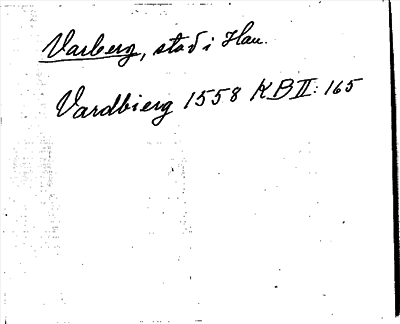 Varberg, stad i Hall.
Vardbierg 1558 KB II: 165